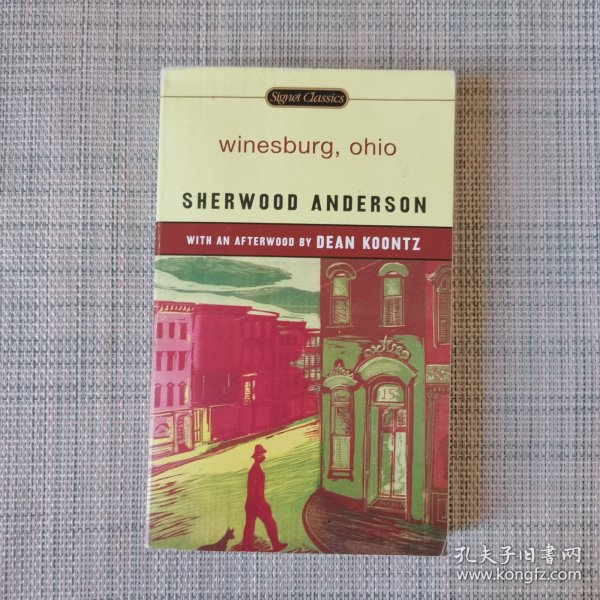 Signet Classics
winesburg, ohio
SHERWOOD ANDERSON
WITH AN AFTERWOOD BY DEAN KOONTZ
15
孔夫子旧书网
www.kongfz.com